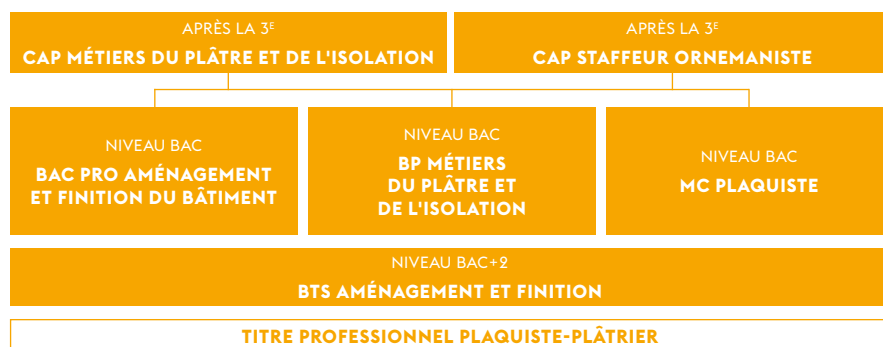 APRÈS LA 3ᴱ
CAP MÉTIERS DU PLÂTRE ET DE L'ISOLATION
APRÈS LA 3ᴱ
CAP STAFFEUR ORNEMANISTE
NIVEAU BAC
BAC PRO AMÉNAGEMENT
ET FINITION DU BÂTIMENT
NIVEAU BAC
BP MÉTIERS
DU PLÂTRE ET
DE L'ISOLATION
NIVEAU BAC
MC PLAQUISTE
NIVEAU BAC+2
BTS AMÉNAGEMENT ET FINITION
TITRE PROFESSIONNEL PLAQUISTE-PLÂTRIER